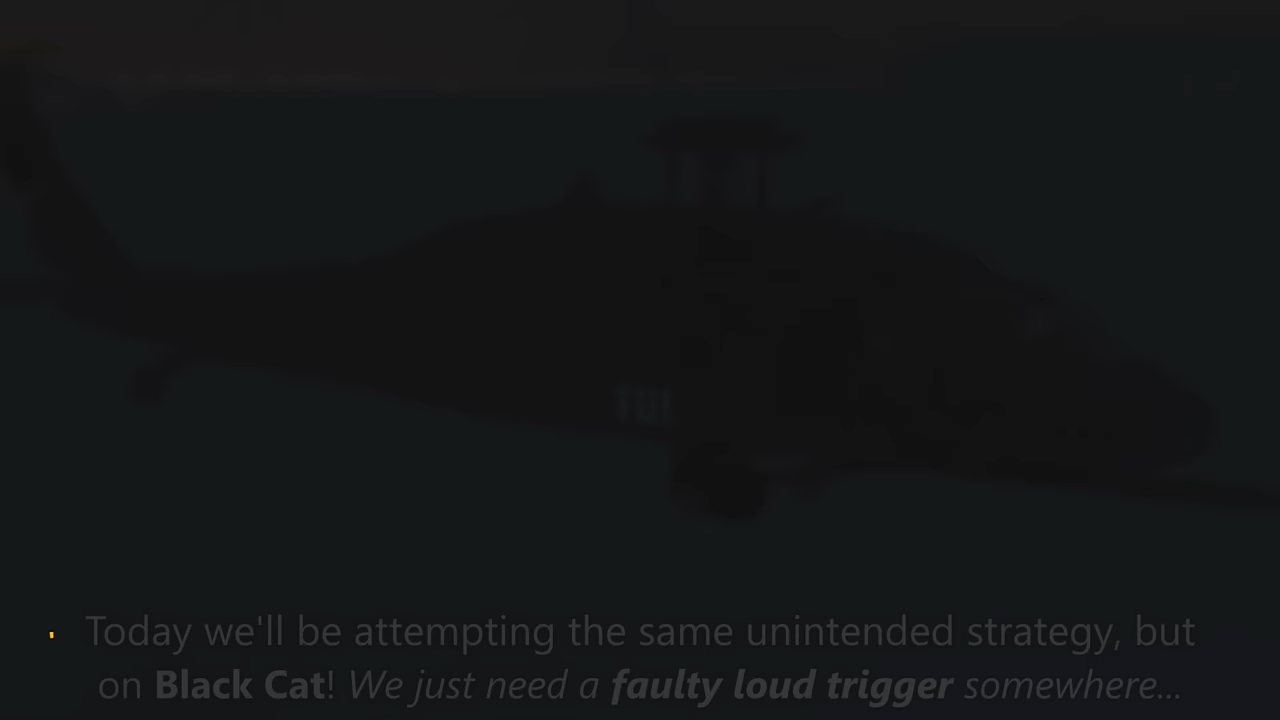 Today we'll be attempting the same unintended strategy, but
on Black Cat! We just need a faulty loud trigger somewhere...